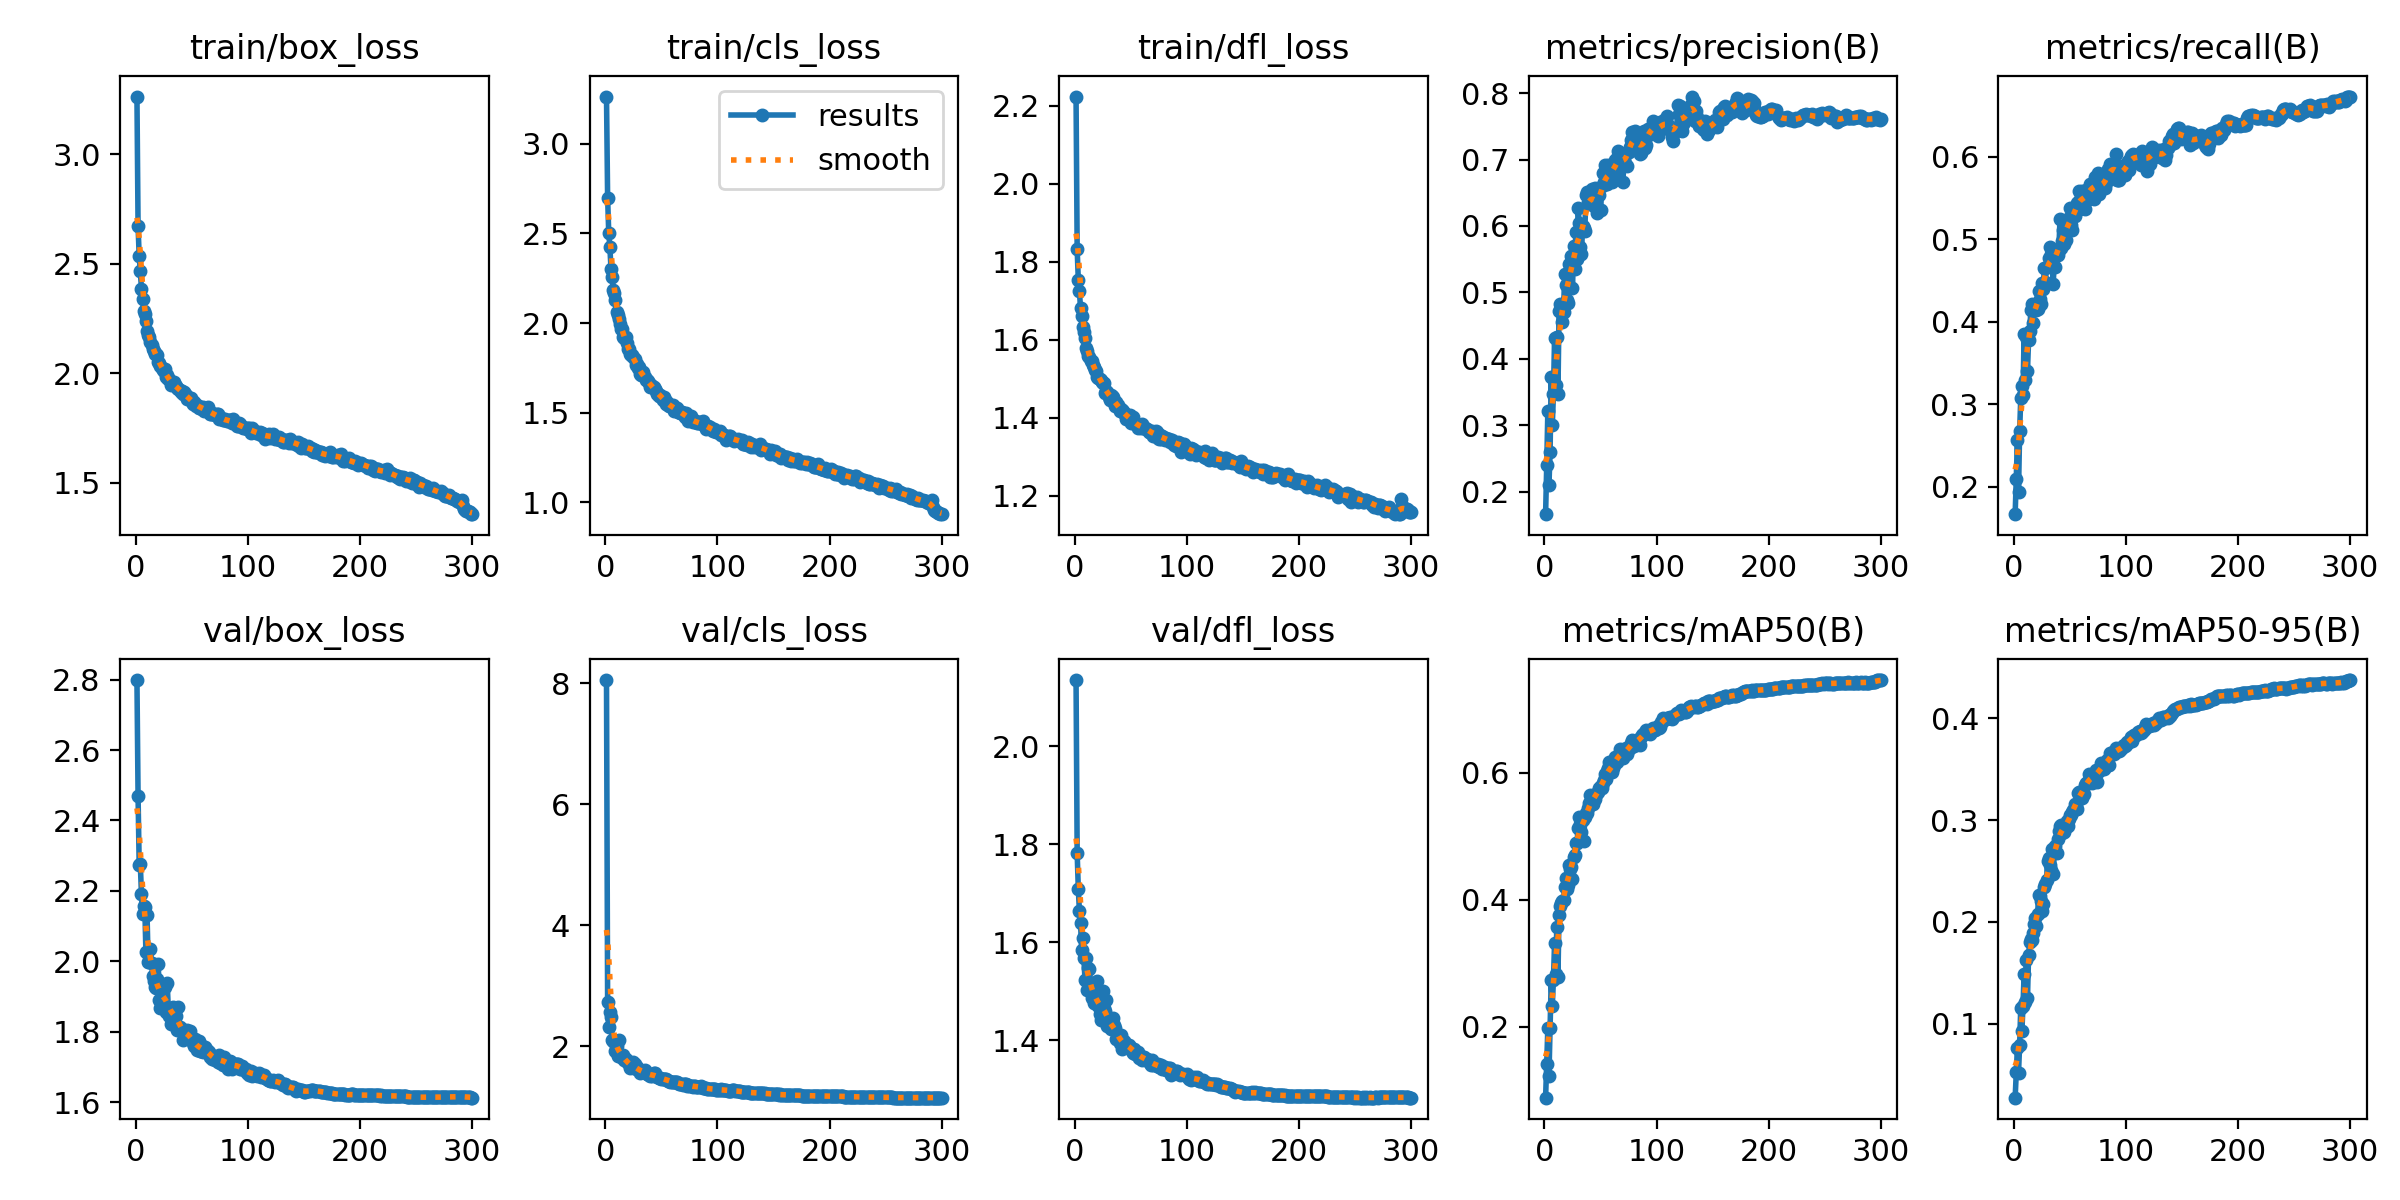 train/box_loss
3.0
2.5
2.0
1.5
0 100 200 300
train/cls_loss
results
smooth
3.0
2.5
2.0
1.5
1.0
0 100 200 300
train/dfl_loss
2.2
2.0
1.8
1.6
1.4
1.2
0 100 200 300
metrics/precision(B)
0.8
0.7
0.6
0.5
0.4
0.3
0.2
0 100 200 300
metrics/recall(B)
0.6
0.5
0.4
0.3
0.2
0 100 200 300
val/box_loss
2.8
2.6
2.4
2.2
2.0
1.8
1.6
0 100 200 300
val/cls_loss
8
6
4
2
0 100 200 300
val/dfl_loss
2.0
1.8
1.6
1.4
0 100 200 300
metrics/mAP50(B)
0.6
0.4
0.2
0 100 200 300
metrics/mAP50-95(B)
0.4
0.3
0.2
0.1
0 100 200 300